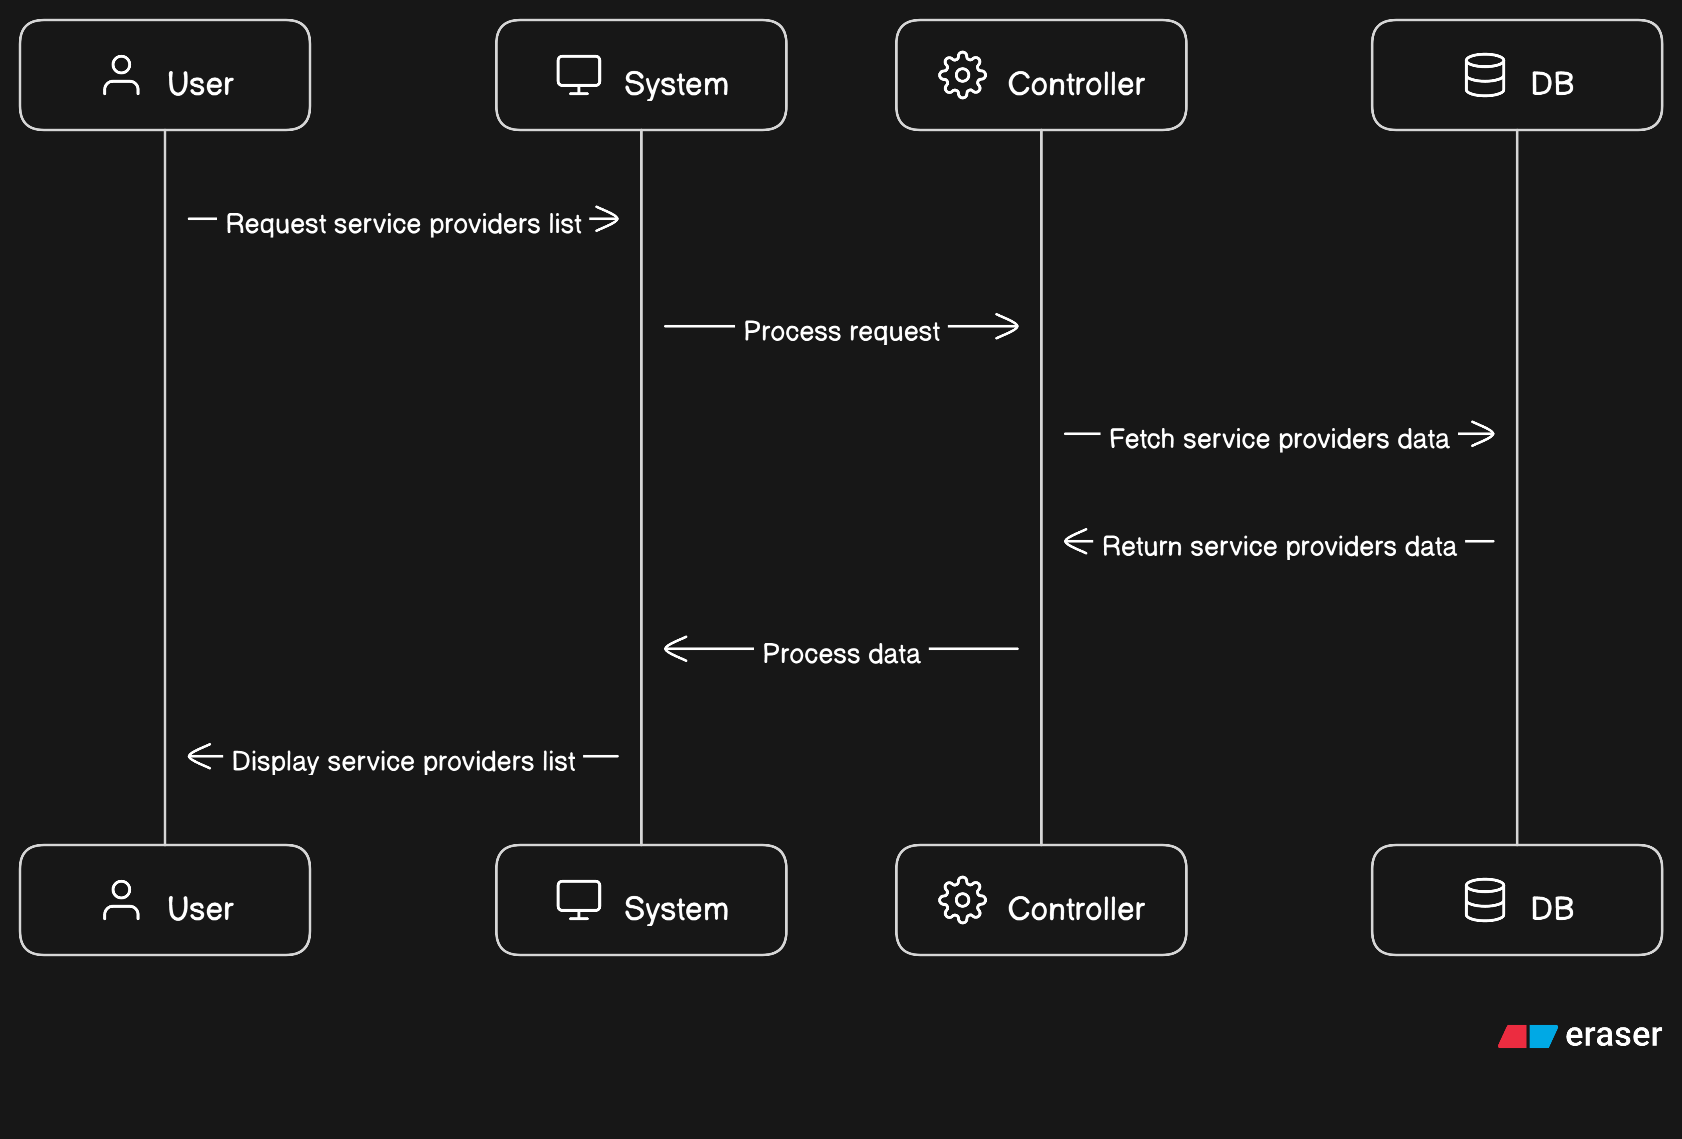 User
System
Controller
DB
Request service providers list
Process request
Fetch service providers data
Return service providers data
Process data
Display service providers list
User
System
Controller
DB
eraser